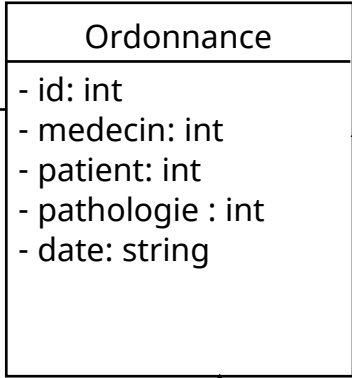 Ordonnance
- id: int
- medecin: int
- patient: int
- pathologie : int
- date: string